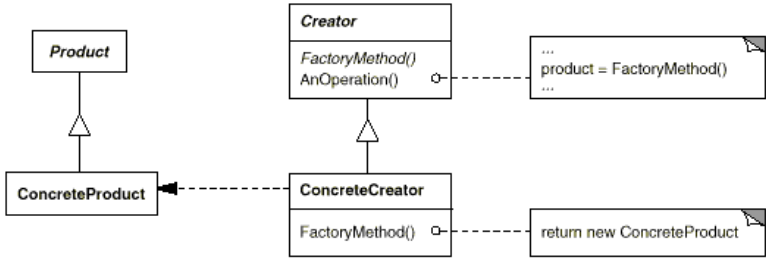 Creator
Product
FactoryMethod()
AnOperation()
...
product = FactoryMethod()
...
ConcreteProduct
ConcreteCreator
FactoryMethod()
return new ConcreteProduct